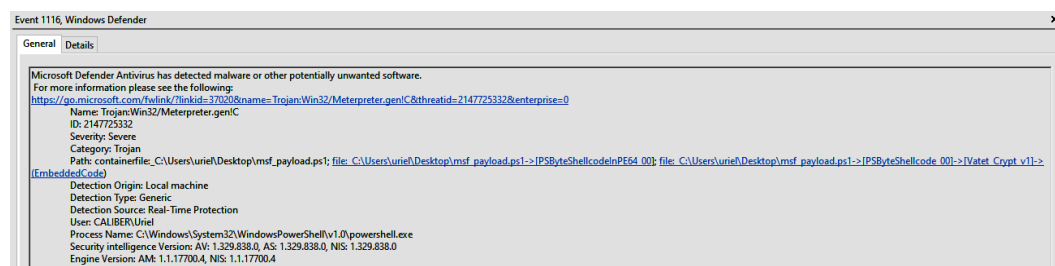 Event 1116, Windows Defender
General Details
Microsoft Defender Antivirus has detected malware or other potentially unwanted software.
For more information please see the following:
https://go.microsoft.com/fwlink/?linkid=37020&name=Trojan:Win32/Meterpreter.gen!C&threatid=2147725332&enterprise=0
Name: Trojan:Win32/Meterpreter.gen!C
ID: 2147725332
Severity: Severe
Category: Trojan
Path: containerfile:_C:\Users\uriel\Desktop\msf_payload.ps1; file:_C:\Users\uriel\Desktop\msf_payload.ps1->[PSByteShellcodeInPE64_00]; file:_C:\Users\uriel\Desktop\msf_payload.ps1->[PSByteShellcode_00]->[Vatet_Crypt_v1]->
(EmbeddedCode)
Detection Origin: Local machine
Detection Type: Generic
Detection Source: Real-Time Protection
User: CALIBER\Uriel
Process Name: C:\Windows\System32\WindowsPowerShell\v1.0\powershell.exe
Security intelligence Version: AV: 1.329.838.0, AS: 1.329.838.0, NIS: 1.329.838.0
Engine Version: AM: 1.1.17700.4, NIS: 1.1.17700.4